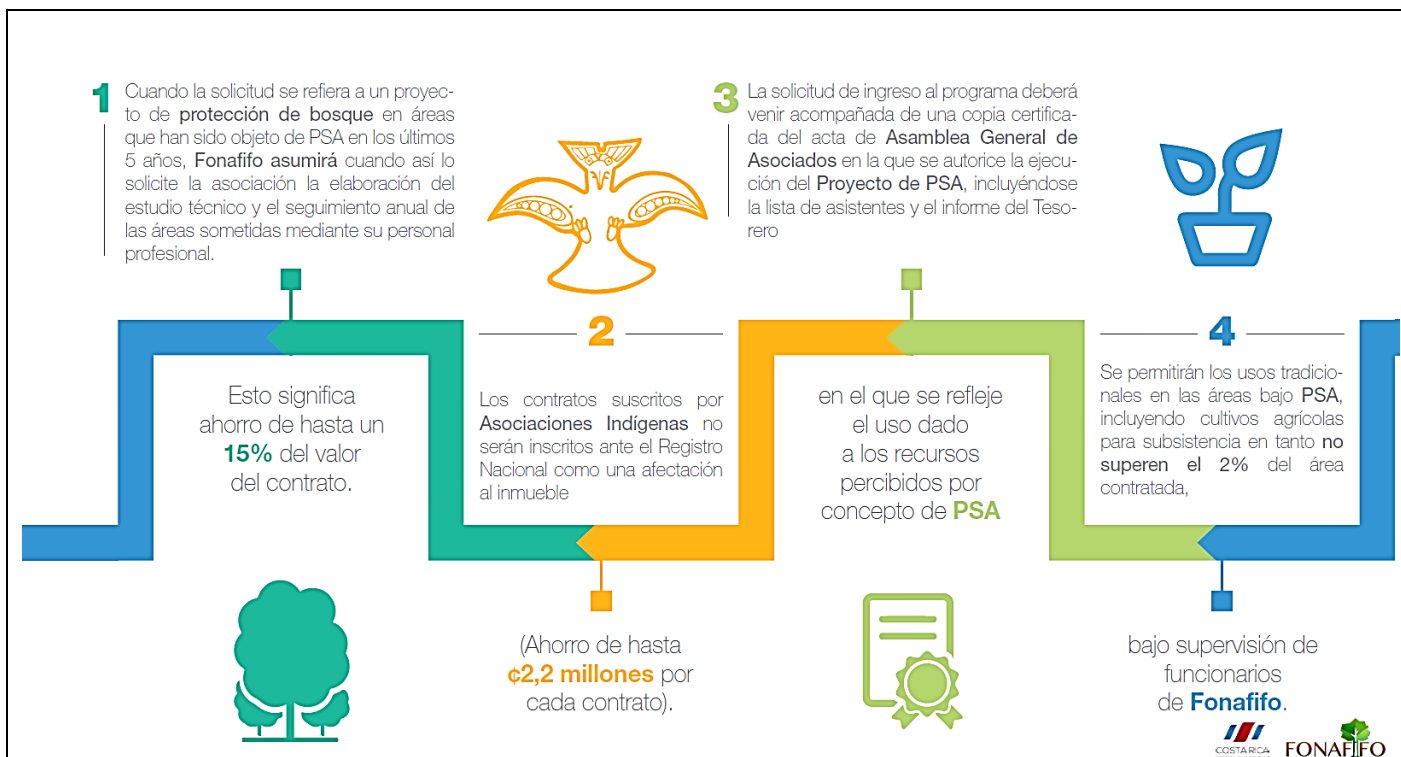 1
Cuando la solicitud se refiera a un proyec-
to de protección de bosque en áreas
que han sido objeto de PSA en los últimos
5 años, Fonafifo asumirá cuando así lo
solicite la asociación la elaboración del
estudio técnico y el seguimiento anual de
las áreas sometidas mediante su personal
profesional.
Esto significa
ahorro de hasta un
15% del valor
del contrato.
2
Los contratos suscritos por
Asociaciones Indígenas no
serán inscritos ante el Registro
Nacional como una afectación
al inmueble
(Ahorro de hasta
¢2,2 millones por
cada contrato).
3
La solicitud de ingreso al programa deberá
venir acompañada de una copia certifica-
da del acta de Asamblea General de
Asociados en la que se autorice la ejecu-
ción del Proyecto de PSA, incluyéndose
la lista de asistentes y el informe del Teso-
rero
en el que se refleje
el uso dado
a los recursos
percibidos por
concepto de PSA
4
Se permitirán los usos tradicio-
nales en las áreas bajo PSA,
incluyendo cultivos agrícolas
para subsistencia en tanto no
superen el 2% del área
contratada,
bajo supervisión de
funcionarios
de Fonafifo.
COSTA RICA
FONAFIFO